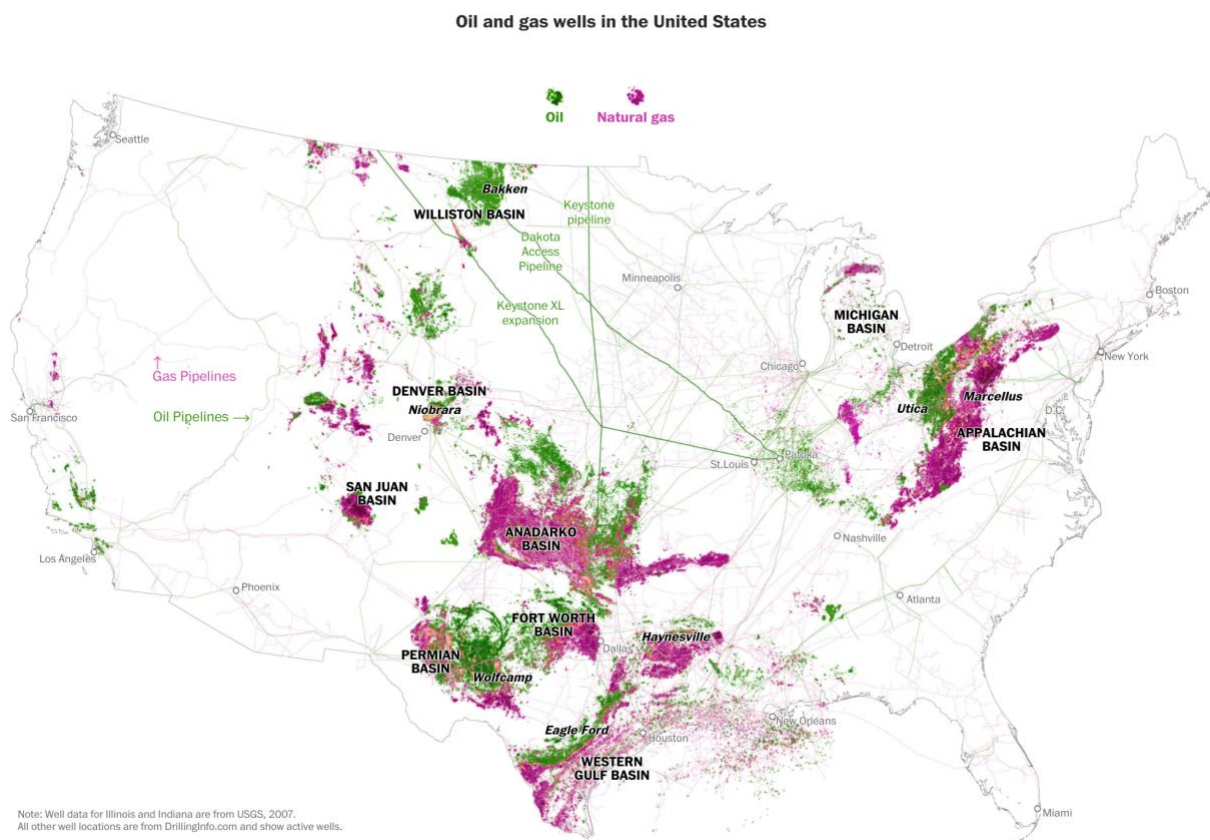 Oil and gas wells in the United States
Oil
Natural gas
Seattle
Bakken
WILLISTON BASIN
Keystone
pipeline
Dakota
Access
Pipeline
Minneapolis
Keystone XL
expansion
MICHIGAN
BASIN
Boston
Detroit
New York
Chicago
↑
Gas Pipelines
DENVER BASIN
Niobrara
Utica
Marcellus
San Francisco
Oil Pipelines →
D.C.
Denver
APPALACHIAN
BASIN
St.Louis
Patoka
SAN JUAN
BASIN
ANADARKO
BASIN
Nashville
Los Angeles
Phoenix
Atlanta
FORT WORTH
BASIN
Dallas
Haynesville
PERMIAN
BASIN
Wolfcamp
Eagle Ford
Houston
New Orleans
WESTERN
GULF BASIN
Miami
Note: Well data for Illinois and Indiana are from USGS, 2007.
All other well locations are from DrillingInfo.com and show active wells.